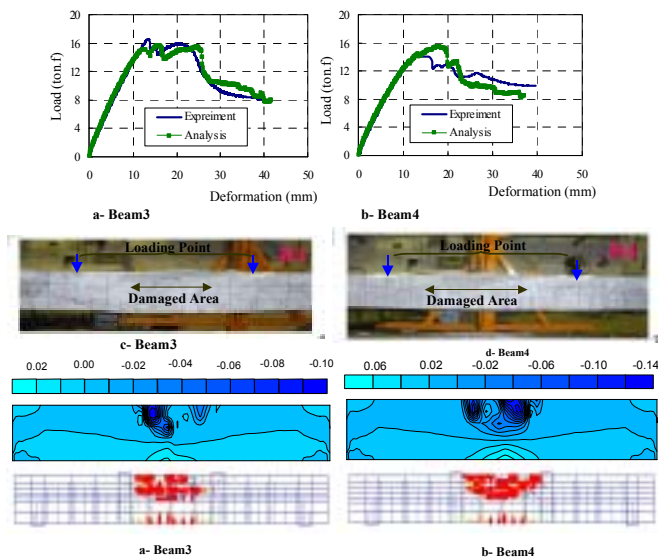 20
16
12
8
4
0
Load (ton.f)
Expreiment
Analysis
0 10 20 30 40 50
Deformation (mm)
a- Beam3
20
16
12
8
4
0
Load (ton.f)
Expreiment
Analysis
0 10 20 30 40 50
Deformation (mm)
b- Beam4
Loading Point
Damaged Area
c- Beam3
Loading Point
Damaged Area
d- Beam4
0.02 0.00 -0.02 -0.04 -0.06 -0.08 -0.10
0.06 0.02 -0.02 -0.06 -0.10 -0.14
a- Beam3
b- Beam4